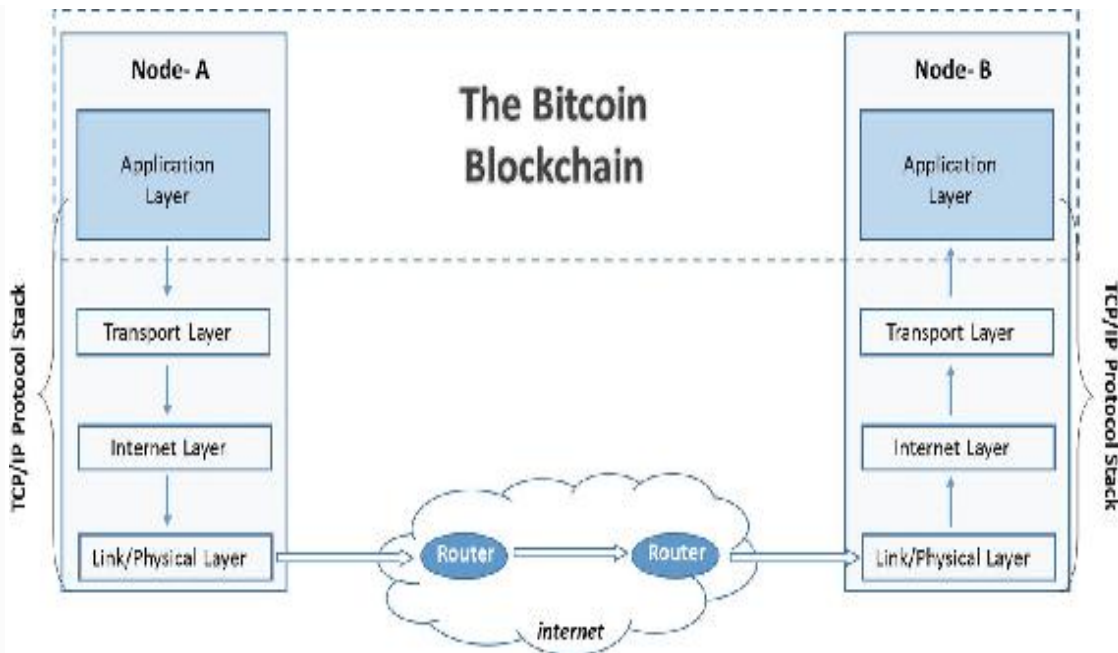 Node- A
Application
Layer
Transport Layer
Internet Layer
Link/Physical Layer
TCP/IP Protocol Stack
The Bitcoin
Blockchain
Router
Router
internet
Node- B
Application
Layer
Transport Layer
Internet Layer
Link/Physical Layer
TCP/IP Protocol Stack